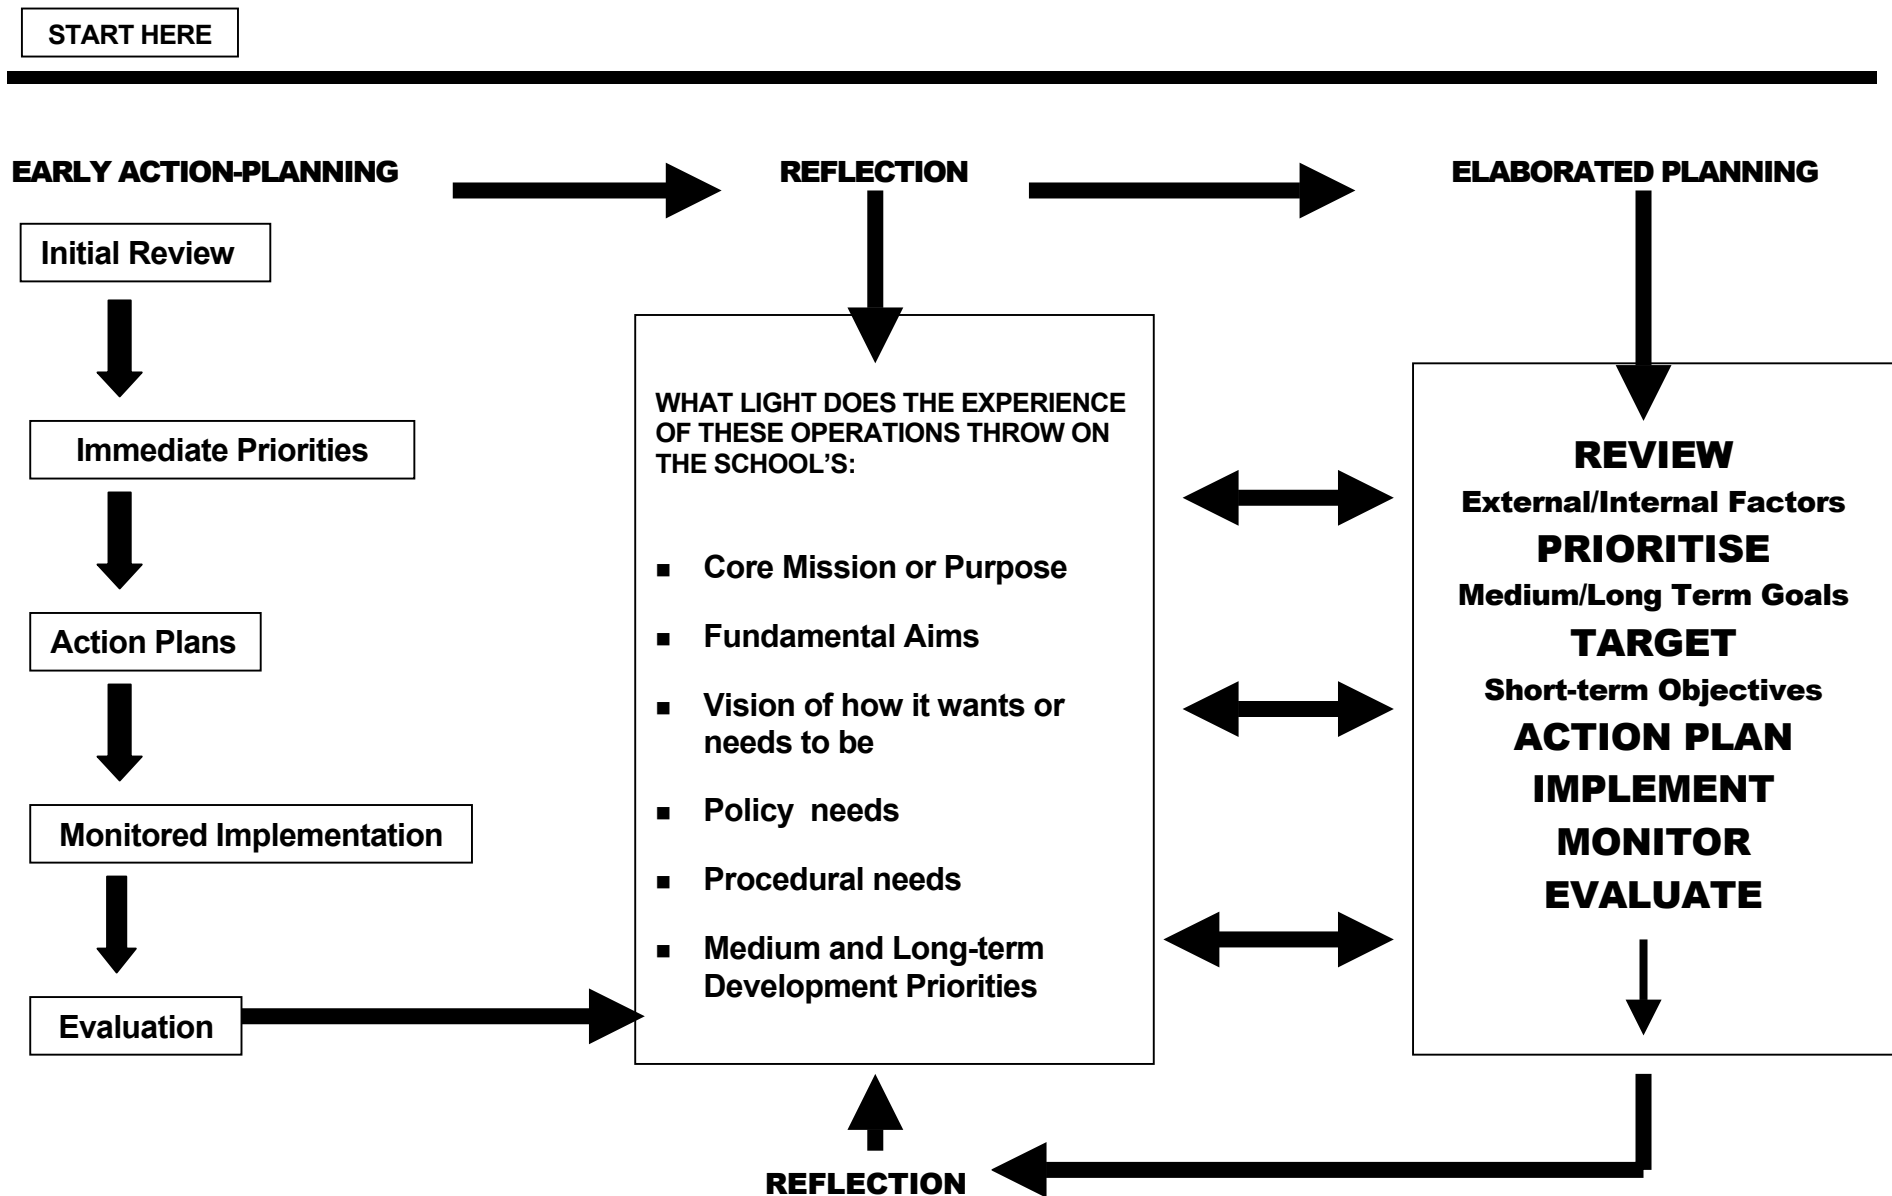 START HERE
EARLY ACTION-PLANNING
REFLECTION
ELABORATED PLANNING
Initial Review
Immediate Priorities
Action Plans
Monitored Implementation
Evaluation
WHAT LIGHT DOES THE EXPERIENCE
OF THESE OPERATIONS THROW ON
THE SCHOOL’S:
▪ Core Mission or Purpose
▪ Fundamental Aims
▪ Vision of how it wants or
needs to be
▪ Policy needs
▪ Procedural needs
▪ Medium and Long-term
Development Priorities
REVIEW
External/Internal Factors
PRIORITISE
Medium/Long Term Goals
TARGET
Short-term Objectives
ACTION PLAN
IMPLEMENT
MONITOR
EVALUATE
REFLECTION